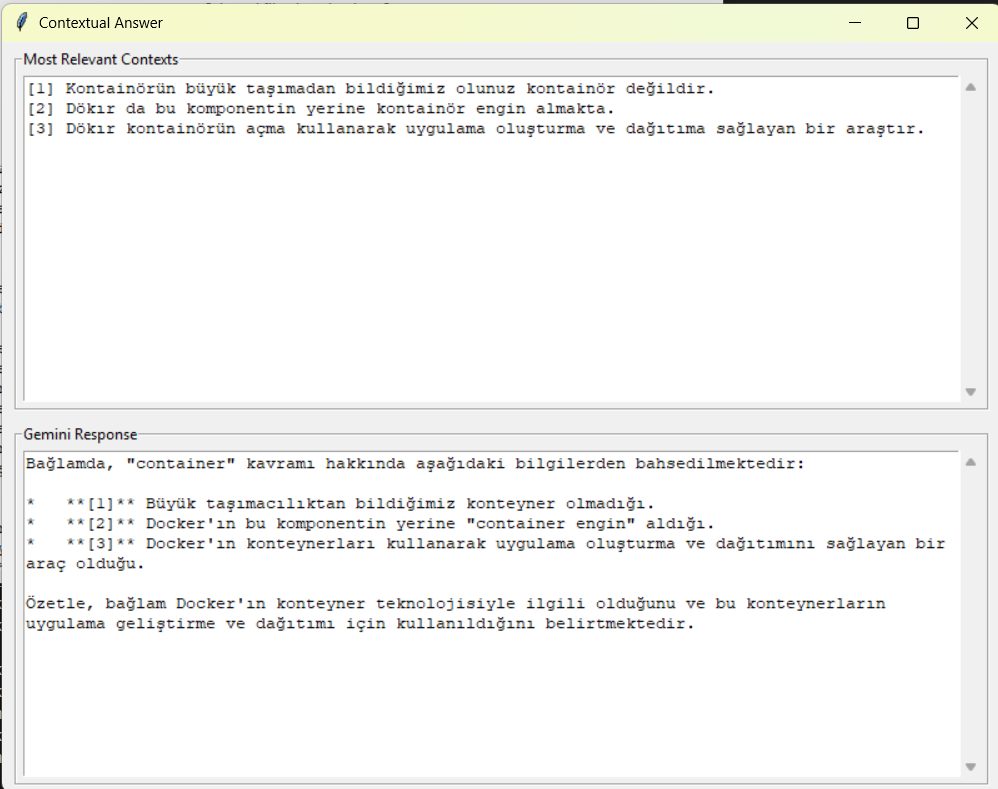 Contextual Answer
Most Relevant Contexts
[1] Kontainörün büyük taşımadan bildiğimiz olunuz kontainör değildir.
[2] Dökır da bu komponentin yerine kontainör engin almakta.
[3] Dökır kontainörün açma kullanarak uygulama oluşturma ve dağıtıma sağlayan bir araştır.
Gemini Response
Bağlamda, "container" kavramı hakkında aşağıdaki bilgilerden bahsedilmektedir:
*   **[1]** Büyük taşımacılıktan bildiğimiz konteyner olmadığı.
*   **[2]** Docker'ın bu komponentin yerine "container engin" aldığı.
*   **[3]** Docker'ın konteynerları kullanarak uygulama oluşturma ve dağıtımını sağlayan bir
araç olduğu.
Özetle, bağlam Docker'ın konteyner teknolojisiyle ilgili olduğunu ve bu konteynerların
uygulama geliştirme ve dağıtımı için kullanıldığını belirtmektedir.